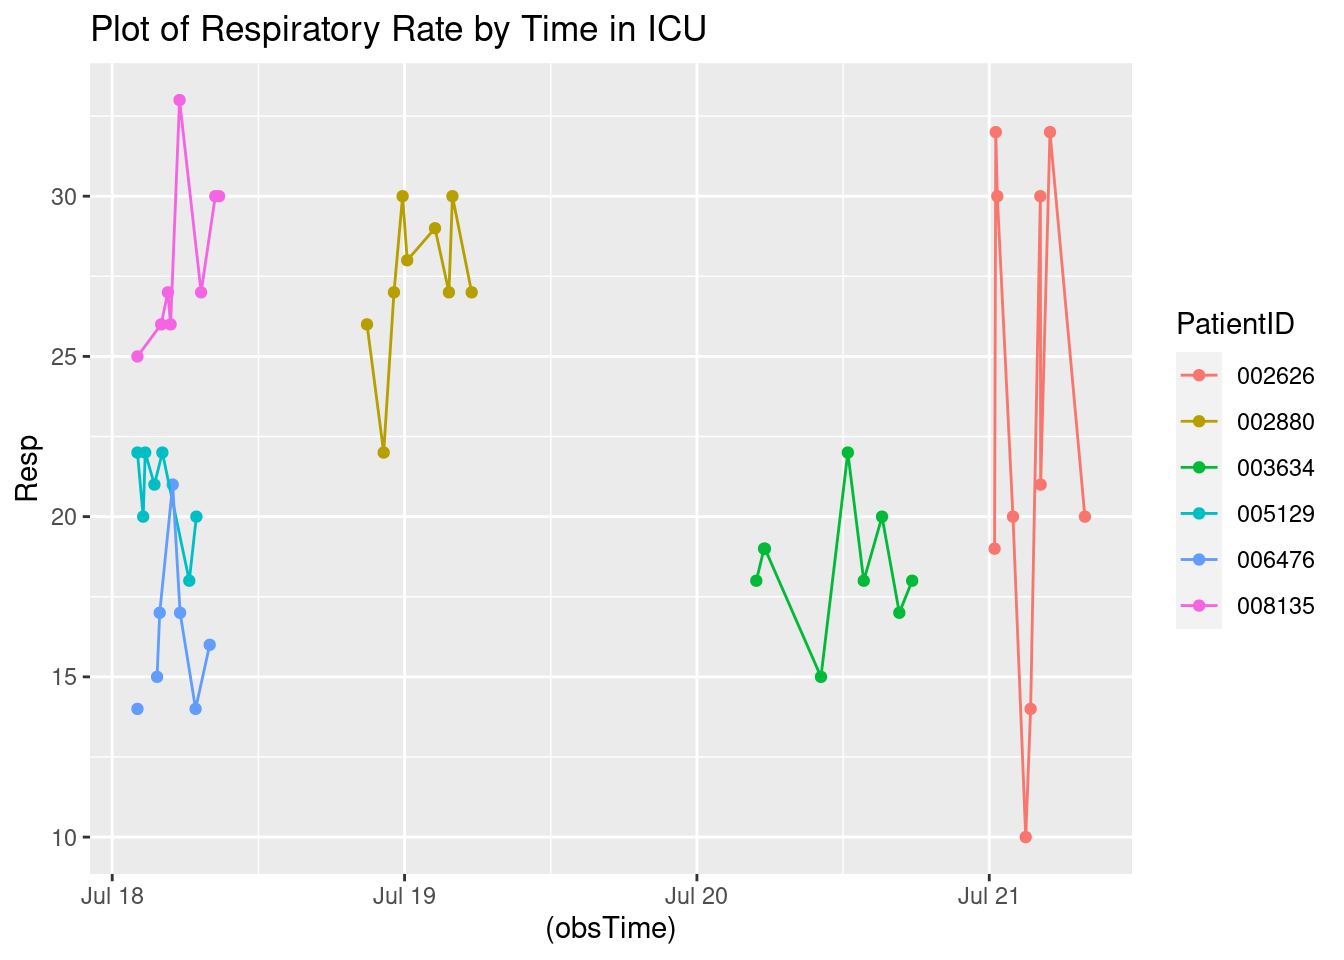 Plot of Respiratory Rate by Time in ICU
30
25
20
15
10
Resp
Jul 18
Jul 19
Jul 20
Jul 21
(obsTime)
PatientID
002626
002880
003634
005129
006476
008135